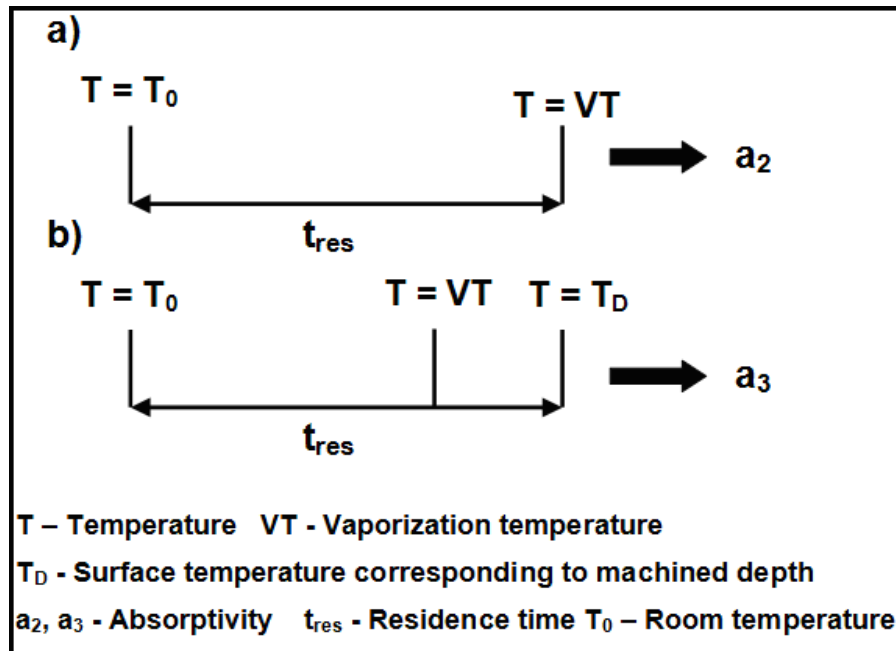 a)
T = T₀ T = VT
a₂
t_res
b)
T = T₀ T = VT T = T_D
a₃
t_res
T – Temperature VT - Vaporization temperature
T_D - Surface temperature corresponding to machined depth
a₂, a₃ - Absorptivity t_res - Residence time T₀ – Room temperature